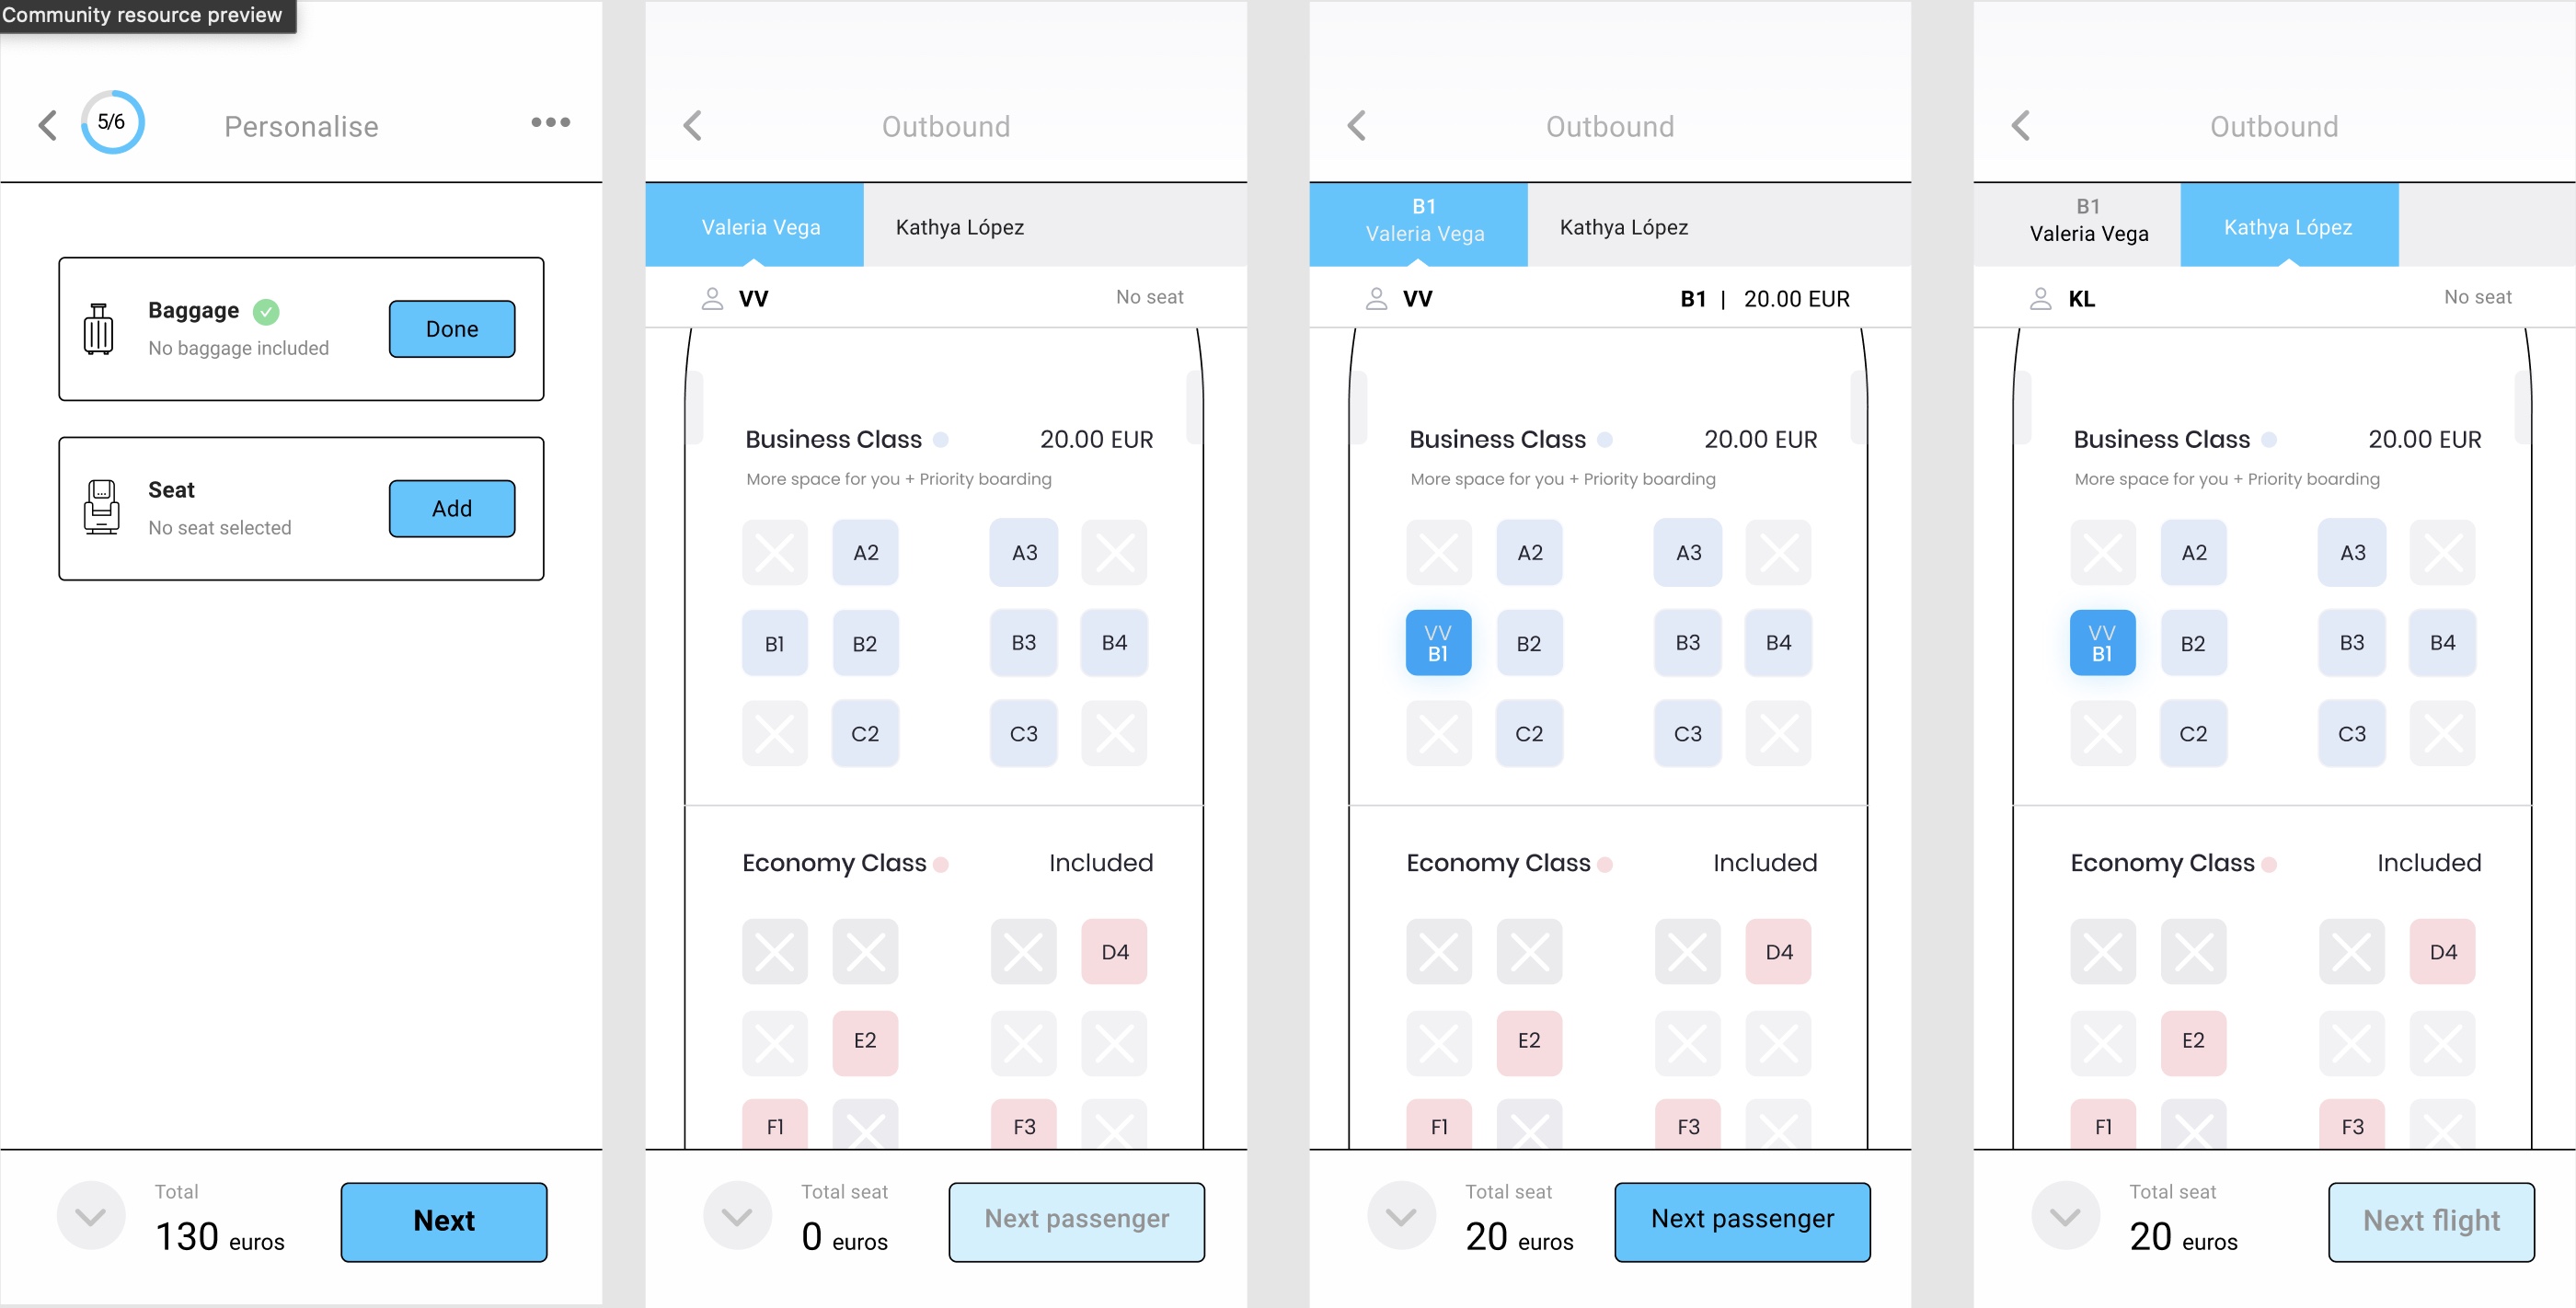 Community resource preview
5/6
Personalise
Baggage
No baggage included
Done
Seat
No seat selected
Add
Total
130 euros
Next
Outbound
Valeria Vega
Kathya López
VV
No seat
Business Class
20.00 EUR
More space for you + Priority boarding
A2
A3
B1
B2
B3
B4
C2
C3
Economy Class
Included
D4
E2
F1
F3
Total seat
0 euros
Next passenger
Outbound
B1
Valeria Vega
Kathya López
VV
B1 | 20.00 EUR
Business Class
20.00 EUR
More space for you + Priority boarding
A2
A3
VV
B1
B2
B3
B4
C2
C3
Economy Class
Included
D4
E2
F1
F3
Total seat
20 euros
Next passenger
Outbound
B1
Valeria Vega
Kathya López
KL
No seat
Business Class
20.00 EUR
More space for you + Priority boarding
A2
A3
VV
B1
B2
B3
B4
C2
C3
Economy Class
Included
D4
E2
F1
F3
Total seat
20 euros
Next flight